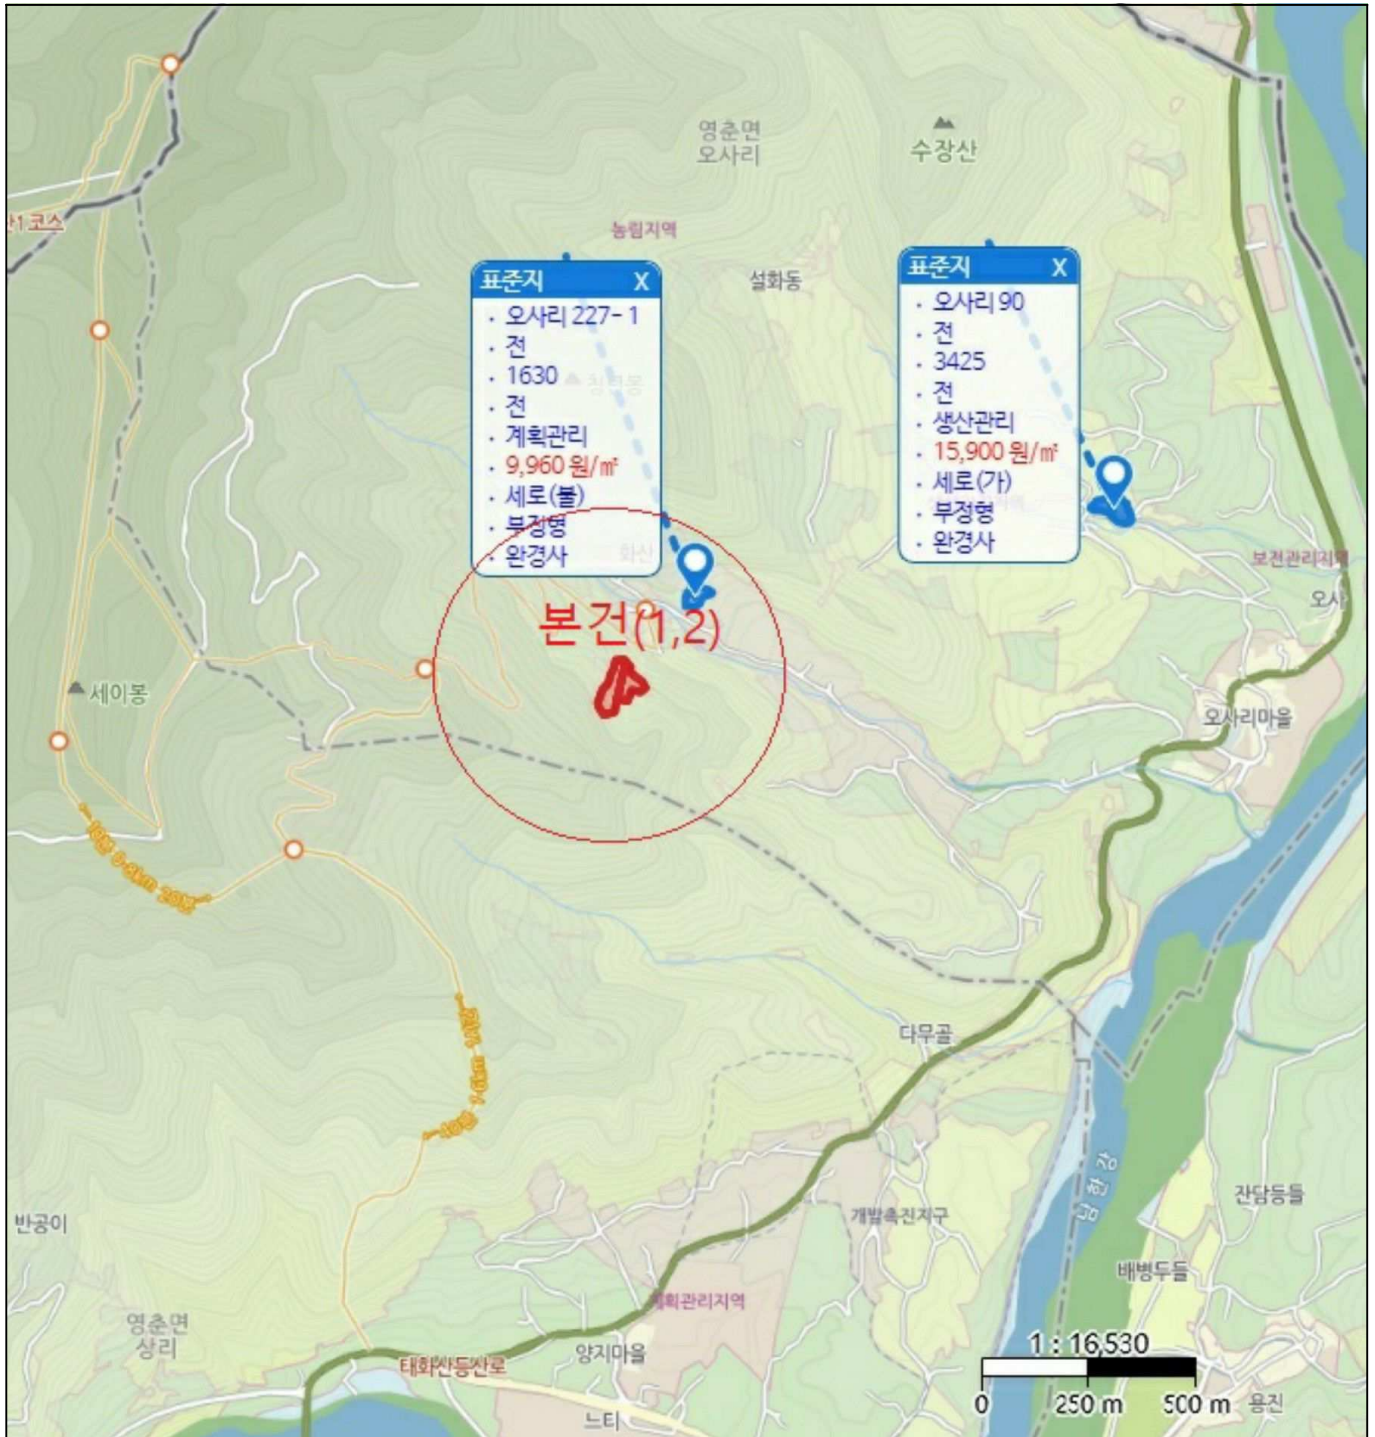 영춘면
오사리
수장산
농림지역
설화동
표준지 X
· 오사리 227-1
· 전
· 1630
· 전
· 계획관리
· 9,960 원/㎡
· 세로(불)
· 부정형
· 완경사
표준지 X
· 오사리 90
· 전
· 3425
· 전
· 생산관리
· 15,900 원/㎡
· 세로(가)
· 부정형
· 완경사
화산
본건(1,2)
보전관리지역
오사
세이봉
오사리마을
다무골
남한강
반공이
개발촉진지구
잔담등들
배병두들
계획관리지역
영춘면
상리
태화산등산로
양지마을
느티
1 : 16,530
0 250 m 500 m
용진